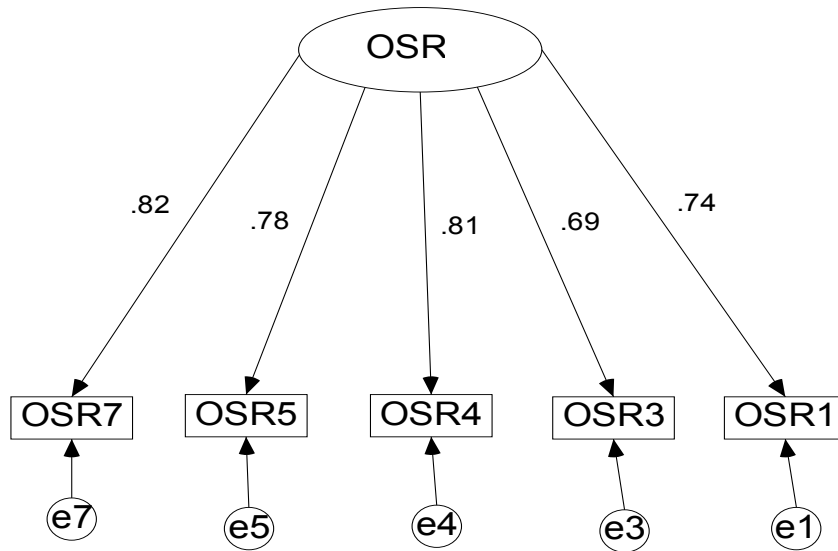 OSR
.82
.78
.81
.69
.74
OSR7
OSR5
OSR4
OSR3
OSR1
e7
e5
e4
e3
e1